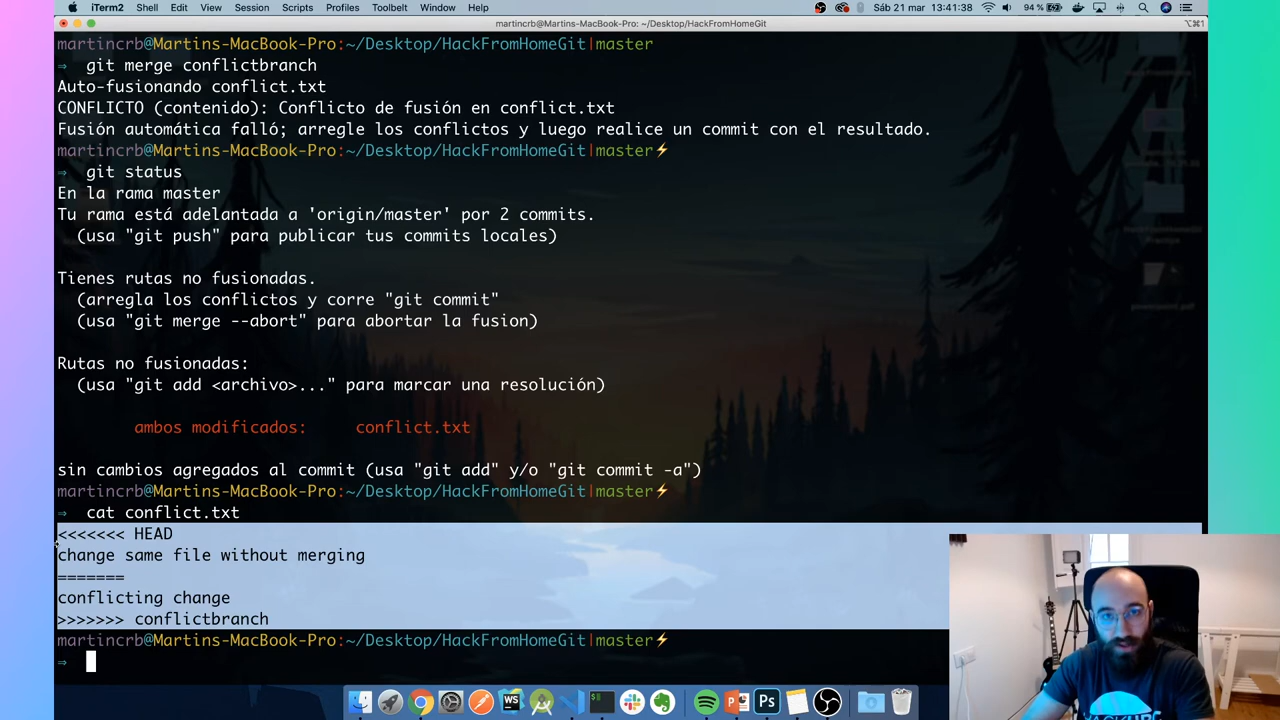 iTerm2 Shell Edit View Session iTerm Scripts Profiles Toolbelt Window Help
94 % Sáb 21 mar 13:41:38
martincrb@Martins-MacBook-Pro: ~/Desktop/HackFromHomeGit
⌥⌘1
martincrb@Martins-MacBook-Pro:~/Desktop/HackFromHomeGit|master
⇒ git merge conflictbranch
Auto-fusionando conflict.txt
CONFLICTO (contenido): Conflicto de fusión en conflict.txt
Fusión automática falló; arregle los conflictos y luego realice un commit con el resultado.
martincrb@Martins-MacBook-Pro:~/Desktop/HackFromHomeGit|master⚡
⇒ git status
En la rama master
Tu rama está adelantada a 'origin/master' por 2 commits.
(usa "git push" para publicar tus commits locales)
Tienes rutas no fusionadas.
(arregla los conflictos y corre "git commit"
(usa "git merge --abort" para abortar la fusion)
Rutas no fusionadas:
(usa "git add <archivo>..." para marcar una resolución)
ambos modificados: conflict.txt
sin cambios agregados al commit (usa "git add" y/o "git commit -a")
martincrb@Martins-MacBook-Pro:~/Desktop/HackFromHomeGit|master⚡
⇒ cat conflict.txt
<<<<<<< HEAD
change same file without merging
=======
conflicting change
>>>>>>> conflictbranch
martincrb@Martins-MacBook-Pro:~/Desktop/HackFromHomeGit|master⚡
⇒
WS
Ps